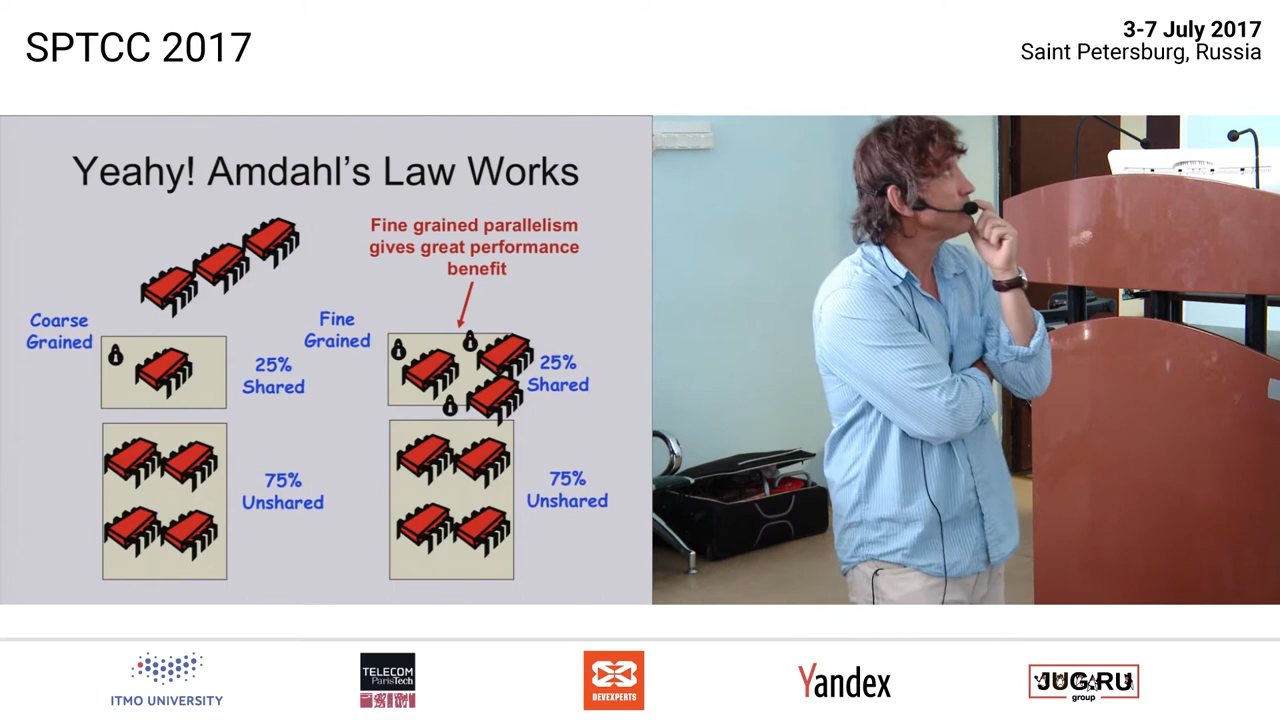 SPTCC 2017
3-7 July 2017
Saint Petersburg, Russia
Yeahy! Amdahl's Law Works
Fine grained parallelism
gives great performance
benefit
Coarse
Grained
25%
Shared
75%
Unshared
Fine
Grained
25%
Shared
75%
Unshared
ITMO UNIVERSITY
TELECOM
ParisTech
DEVEXPERTS
Yandex
JUG.RU
group